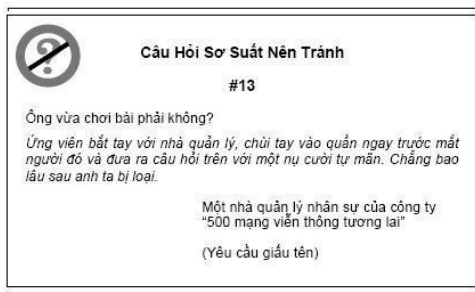 Câu Hỏi Sơ Suất Nên Tránh
#13
Ông vừa chơi bài phải không?
Ứng viên bắt tay với nhà quản lý, chùi tay vào quần ngay trước mắt
người đó và đưa ra câu hỏi trên với một nụ cười tự mãn. Chẳng bao
lâu sau anh ta bị loại.
Một nhà quản lý nhân sự của công ty
“500 mạng viễn thông tương lai”
(Yêu cầu giấu tên)